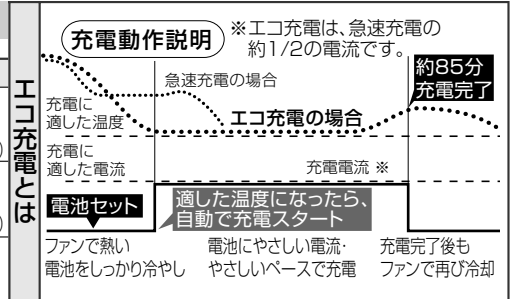 エコ充電とは
充電動作説明
※エコ充電は、急速充電の
約1/2の電流です。
約85分
充電完了
急速充電の場合
充電に
適した温度
エコ充電の場合
充電に
適した電流
充電電流 ※
電池セット
適した温度になったら、
自動で充電スタート
ファンで熱い
電池をしっかり冷やし
電池にやさしい電流・
やさしいペースで充電
充電完了後も
ファンで再び冷却